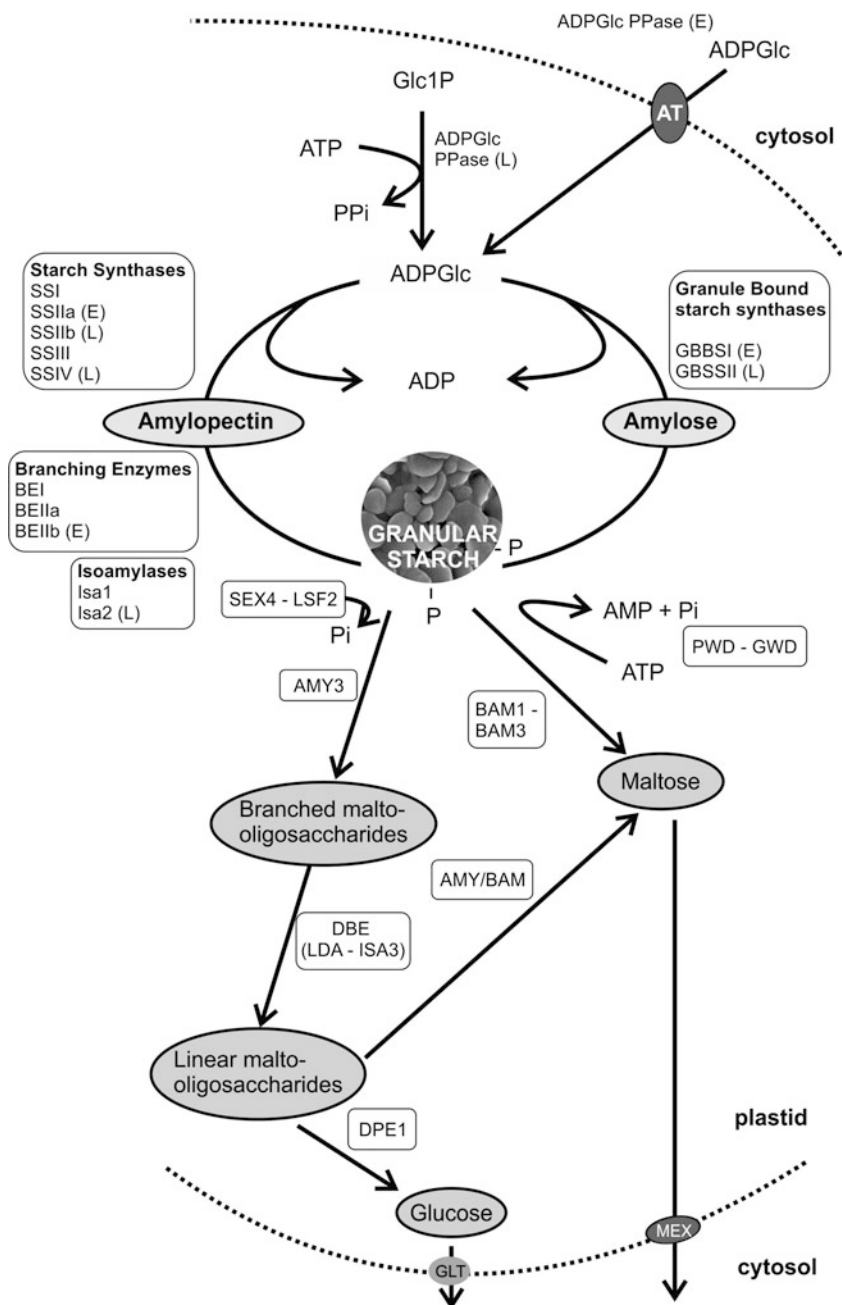 ADPGlc PPase (E)
ADPGlc
Glc1P
AT
cytosol
ATP
ADPGlc
PPase (L)
PPi
ADPGlc
Starch Synthases
SSI
SSIIa (E)
SSIIb (L)
SSIII
SSIV (L)
Granule Bound
starch synthases
GBBSI (E)
GBSSII (L)
ADP
Amylopectin
Amylose
Branching Enzymes
BEI
BEIIa
BEIIb (E)
GRANULAR
STARCH
- P
Isoamylases
Isa1
Isa2 (L)
SEX4 - LSF2
Pi
P
AMP + Pi
PWD - GWD
ATP
AMY3
BAM1 -
BAM3
Maltose
Branched malto-
oligosaccharides
AMY/BAM
DBE
(LDA - ISA3)
Linear malto-
oligosaccharides
DPE1
plastid
Glucose
MEX
GLT
cytosol